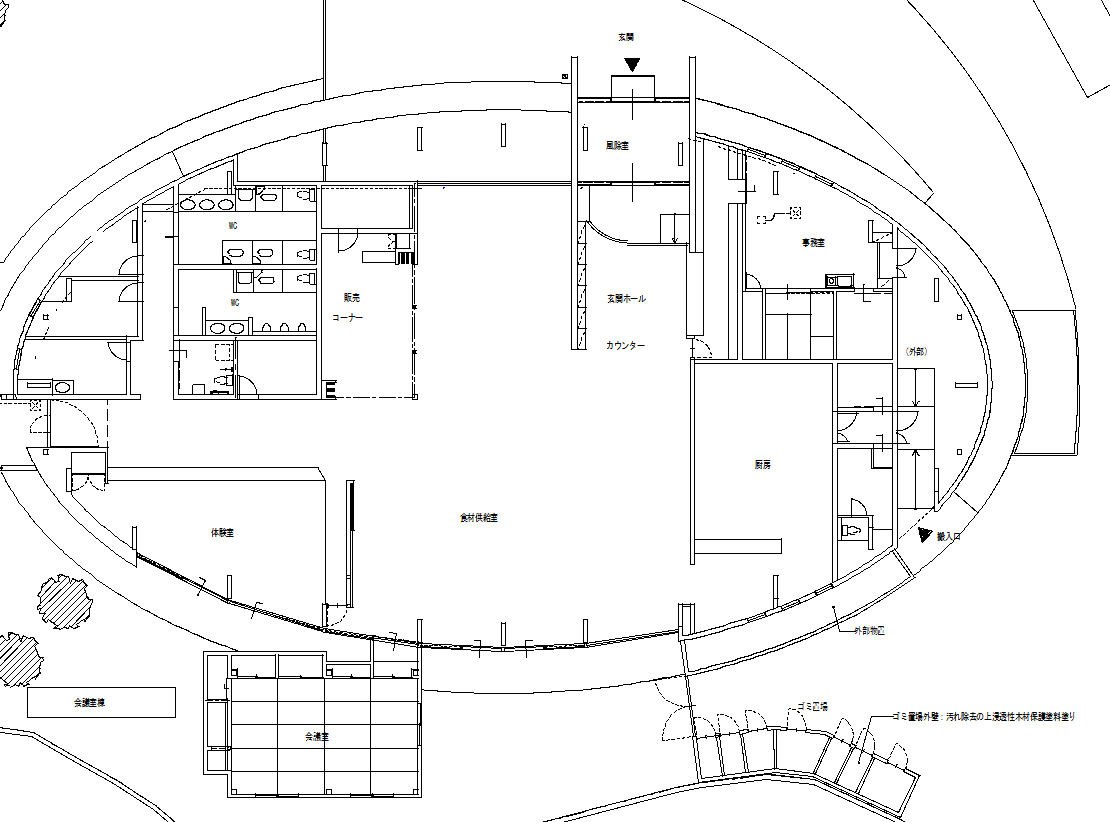 玄関
風除室
WC
事務室
WC
販売
コーナー
玄関ホール
カウンター
(外部)
厨房
食材供給室
体験室
搬入口
外部物置
会議室棟
ゴミ置場
ゴミ置場外壁：汚れ除去の上浸透性木材保護塗料塗り
会議室